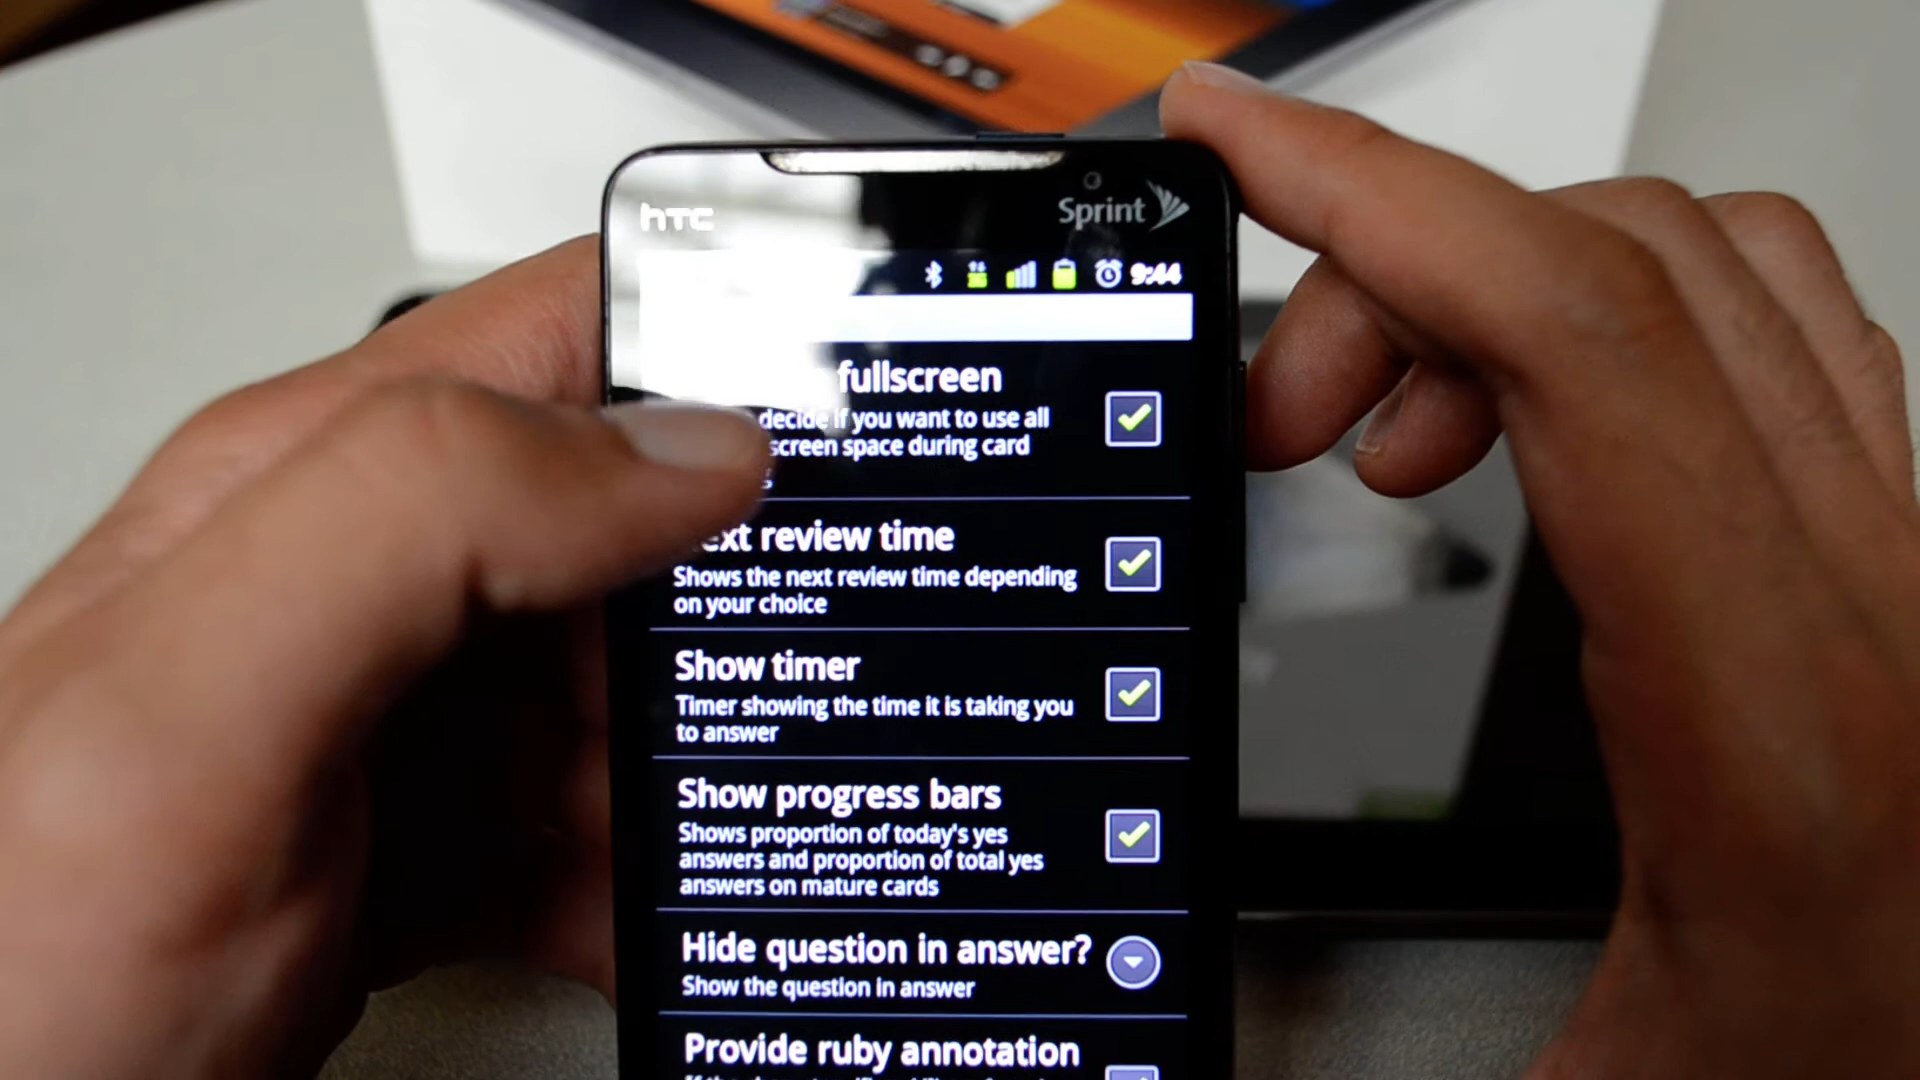 hTC
Sprint
9:44
fullscreen
decide if you want to use all
screen space during card
review time
Shows the next review time depending
on your choice
Show timer
Timer showing the time it is taking you
to answer
Show progress bars
Shows proportion of today's yes
answers and proportion of total yes
answers on mature cards
Hide question in answer?
Show the question in answer
Provide ruby annotation